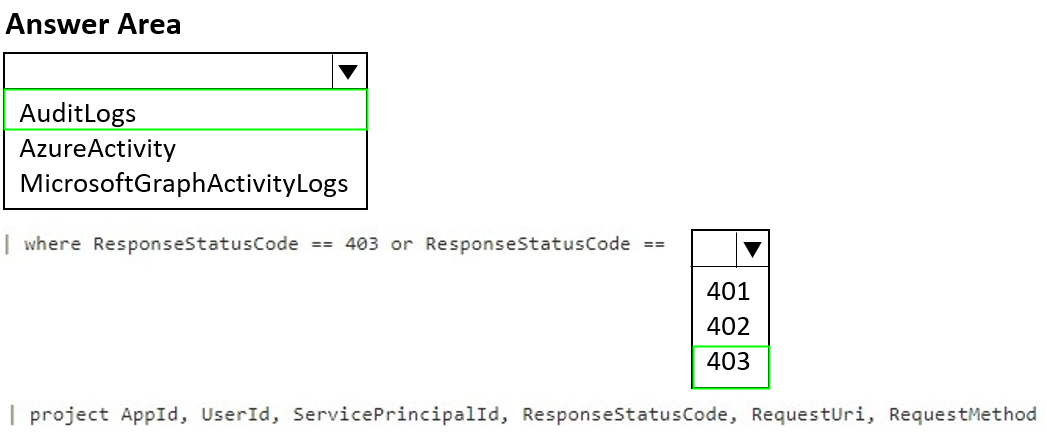 Answer Area
AuditLogs
AzureActivity
MicrosoftGraphActivityLogs
| where ResponseStatusCode == 403 or ResponseStatusCode ==
401
402
403
| project AppId, UserId, ServicePrincipalId, ResponseStatusCode, RequestUri, RequestMethod